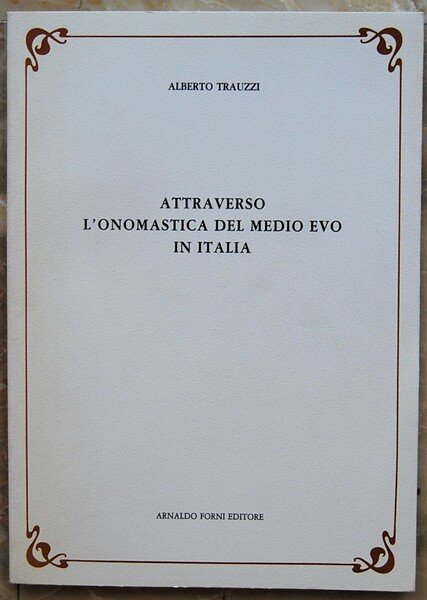 ALBERTO TRAUZZI
ATTRAVERSO
L'ONOMASTICA DEL MEDIO EVO
IN ITALIA
ARNALDO FORNI EDITORE